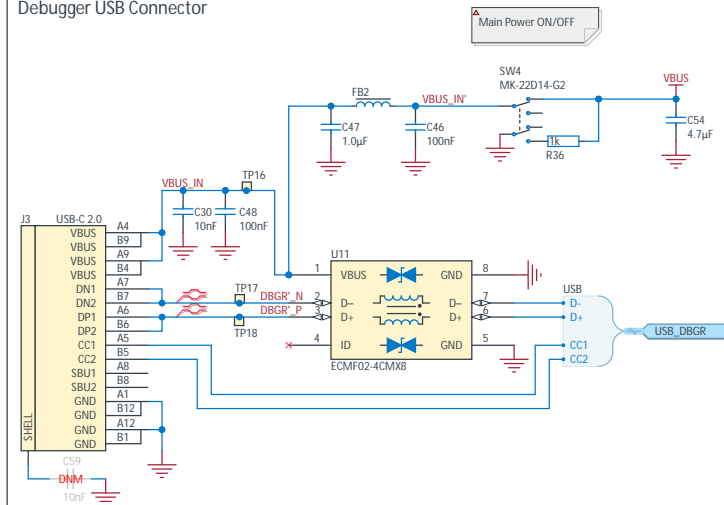 Debugger USB Connector
Main Power ON/OFF
SW4
MK-22D14-G2
VBUS
FB2
VBUS_IN'
C47
1.0µF
C46
100nF
C54
4.7µF
1k
R36
TP16
VBUS_IN
C30
10nF
C48
100nF
J3 USB-C 2.0
VBUS A4
VBUS B9
VBUS A9
VBUS B4
DN1 A7
DN2 B7
DP1 A6
DP2 B6
CC1 A5
CC2 B5
SBU1 A8
SBU2 B8
GND A1
GND B12
GND A12
GND B1
SHELL
C59
DNM
10nF
TP17
DBGR'_N
DBGR'_P
TP18
U11
1 VBUS GND 8
2 D– D– 7
3 D+ D+ 6
4 ID GND 5
ECMF02-4CMX8
USB
D-
D+
CC1
CC2
USB_DBGR